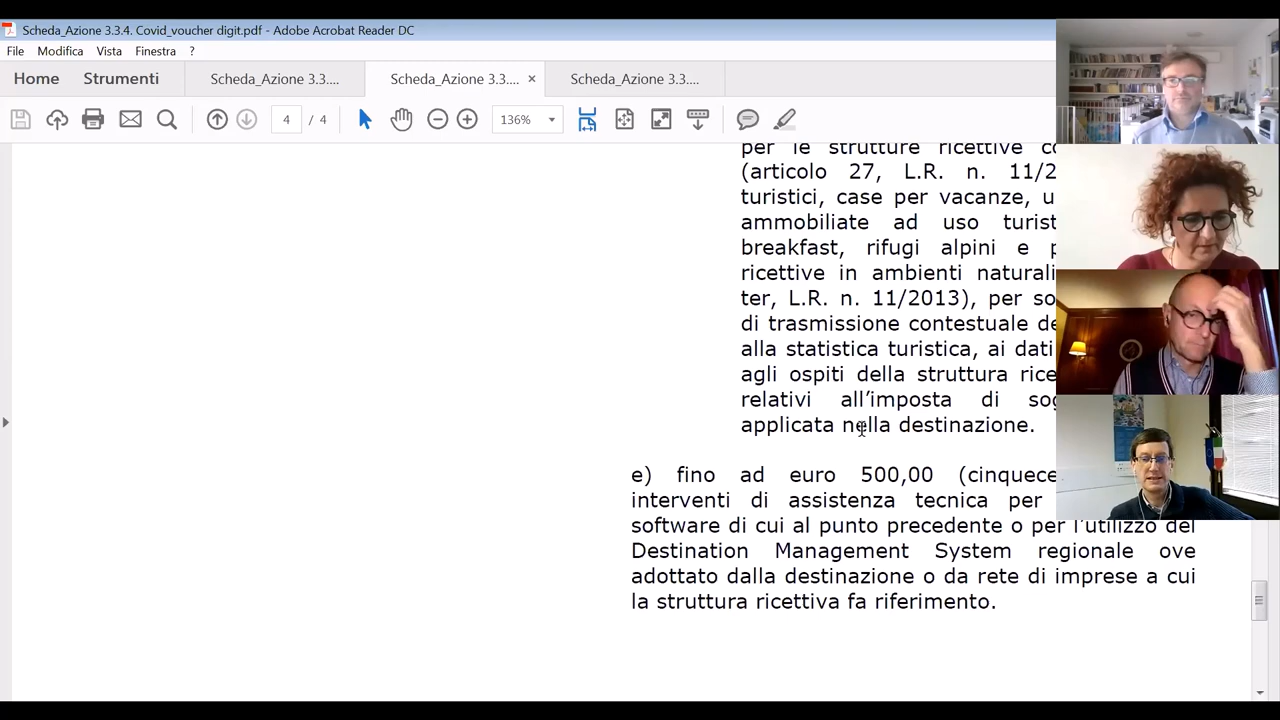 Scheda_Azione 3.3.4. Covid_voucher digit.pdf - Adobe Acrobat Reader DC
File Modifica Vista Finestra ?
Home Strumenti Scheda_Azione 3.3.... Scheda_Azione 3.3.... × Scheda_Azione 3.3....
4 / 4 136%
per le strutture ricettive
(articolo 27, L.R. n. 11/2
turistici, case per vacanze, u
ammobiliate ad uso turist
breakfast, rifugi alpini e
ricettive in ambienti naturali
ter, L.R. n. 11/2013), per so
di trasmissione contestuale de
alla statistica turistica, ai dati
agli ospiti della struttura rice
relativi all’imposta di sog
applicata nella destinazione.
e) fino ad euro 500,00 (cinquece
interventi di assistenza tecnica per
software di cui al punto precedente o per l’utilizzo del
Destination Management System regionale ove
adottato dalla destinazione o da rete di imprese a cui
la struttura ricettiva fa riferimento.